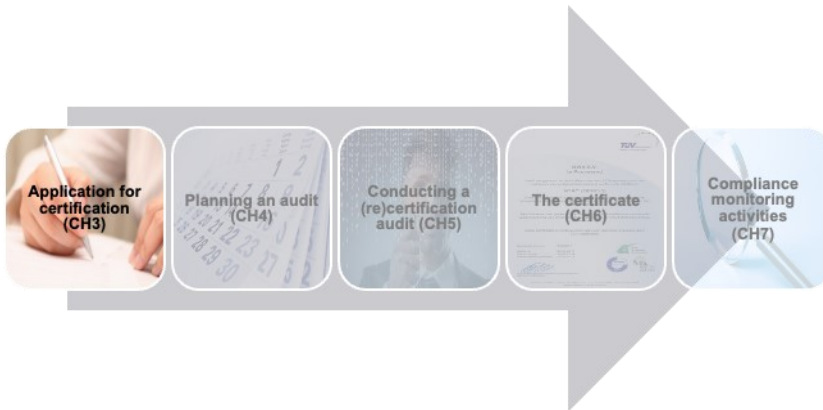 Application for
certification
(CH3)
Planning an audit
(CH4)
Conducting a
(re)certification
audit (CH5)
The certificate
(CH6)
Compliance
monitoring
activities
(CH7)